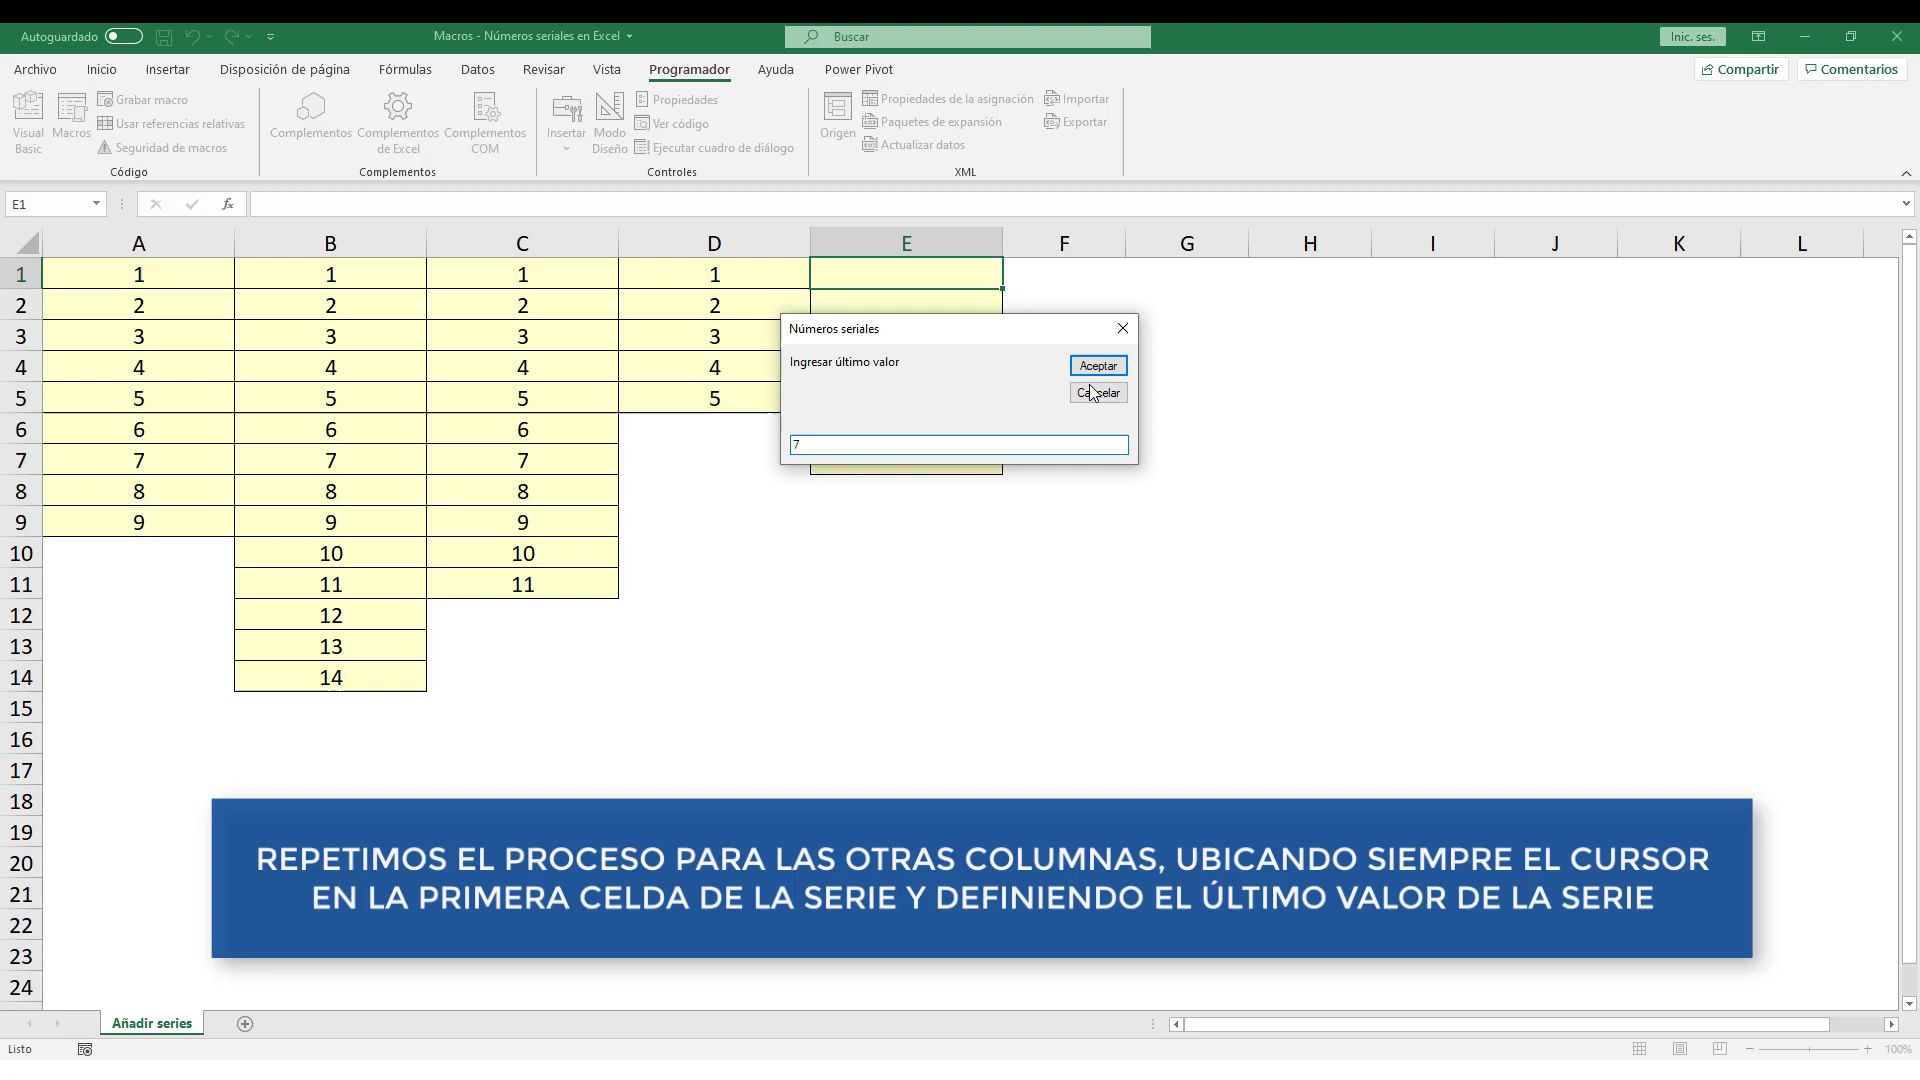 Autoguardado
Macros - Números seriales en Excel
Buscar
Inic. ses.
Archivo
Inicio
Insertar
Disposición de página
Fórmulas
Datos
Revisar
Vista
Programador
Ayuda
Power Pivot
Compartir
Comentarios
Visual
Basic
Macros
Grabar macro
Usar referencias relativas
Seguridad de macros
Código
Complementos
Complementos
de Excel
Complementos
COM
Complementos
Insertar
Modo
Diseño
Propiedades
Ver código
Ejecutar cuadro de diálogo
Controles
Origen
Propiedades de la asignación
Paquetes de expansión
Actualizar datos
Importar
Exportar
XML
E1
fx
A B C D E F G H I J K L
1 1 1 1 1
2 2 2 2 2
3 3 3 3 3
4 4 4 4 4
5 5 5 5 5
6 6 6 6
7 7 7 7
8 8 8 8
9 9 9 9
10 10 10
11 11 11
12 12
13 13
14 14
15
16
17
18
19
20
21
22
23
24
Números seriales
Ingresar último valor
Aceptar
Cancelar
7
REPETIMOS EL PROCESO PARA LAS OTRAS COLUMNAS, UBICANDO SIEMPRE EL CURSOR
EN LA PRIMERA CELDA DE LA SERIE Y DEFINIENDO EL ÚLTIMO VALOR DE LA SERIE
Añadir series
Listo
100%